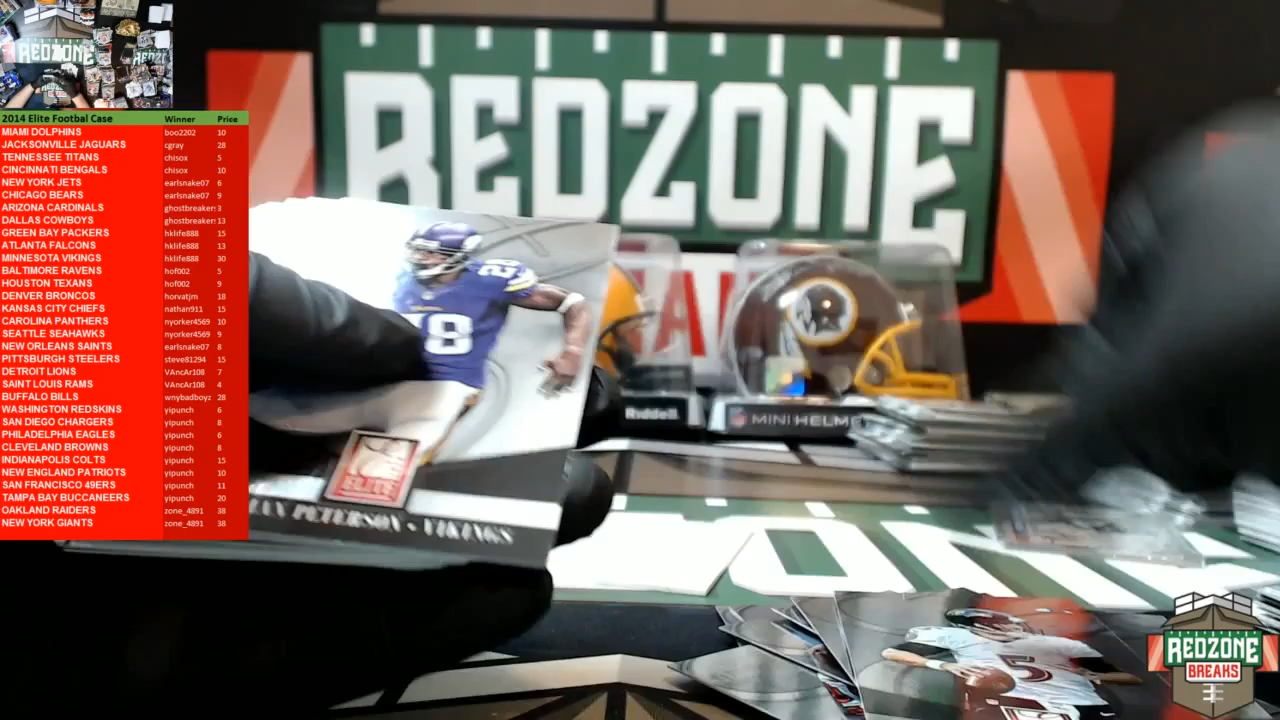 REDZONE
2014 Elite Footbal Case Winner Price
MIAMI DOLPHINS boo2202 10
JACKSONVILLE JAGUARS cgray 28
TENNESSEE TITANS chisox 5
CINCINNATI BENGALS chisox 10
NEW YORK JETS earlsnake07 6
CHICAGO BEARS earlsnake07 9
ARIZONA CARDINALS ghostbreaker 3
DALLAS COWBOYS ghostbreaker 13
GREEN BAY PACKERS hklife888 15
ATLANTA FALCONS hklife888 13
MINNESOTA VIKINGS hklife888 30
BALTIMORE RAVENS hof002 5
HOUSTON TEXANS hof002 9
DENVER BRONCOS horvatjm 18
KANSAS CITY CHIEFS nathan911 15
CAROLINA PANTHERS nyorker4569 10
SEATTLE SEAHAWKS nyorker4569 9
NEW ORLEANS SAINTS earlsnake07 8
PITTSBURGH STEELERS steve81294 15
DETROIT LIONS VAncAr108 7
SAINT LOUIS RAMS VAncAr108 4
BUFFALO BILLS wnybadboyz 28
WASHINGTON REDSKINS yipunch 6
SAN DIEGO CHARGERS yipunch 8
PHILADELPHIA EAGLES yipunch 6
CLEVELAND BROWNS yipunch 8
INDIANAPOLIS COLTS yipunch 15
NEW ENGLAND PATRIOTS yipunch 10
SAN FRANCISCO 49ERS yipunch 11
TAMPA BAY BUCCANEERS yipunch 20
OAKLAND RAIDERS zone_4891 38
NEW YORK GIANTS zone_4891 38
REDZONE
28
ELITE
IAN PETERSON - VIKINGS
Riddell
MINI HELME
5
REDZONE
BREAKS